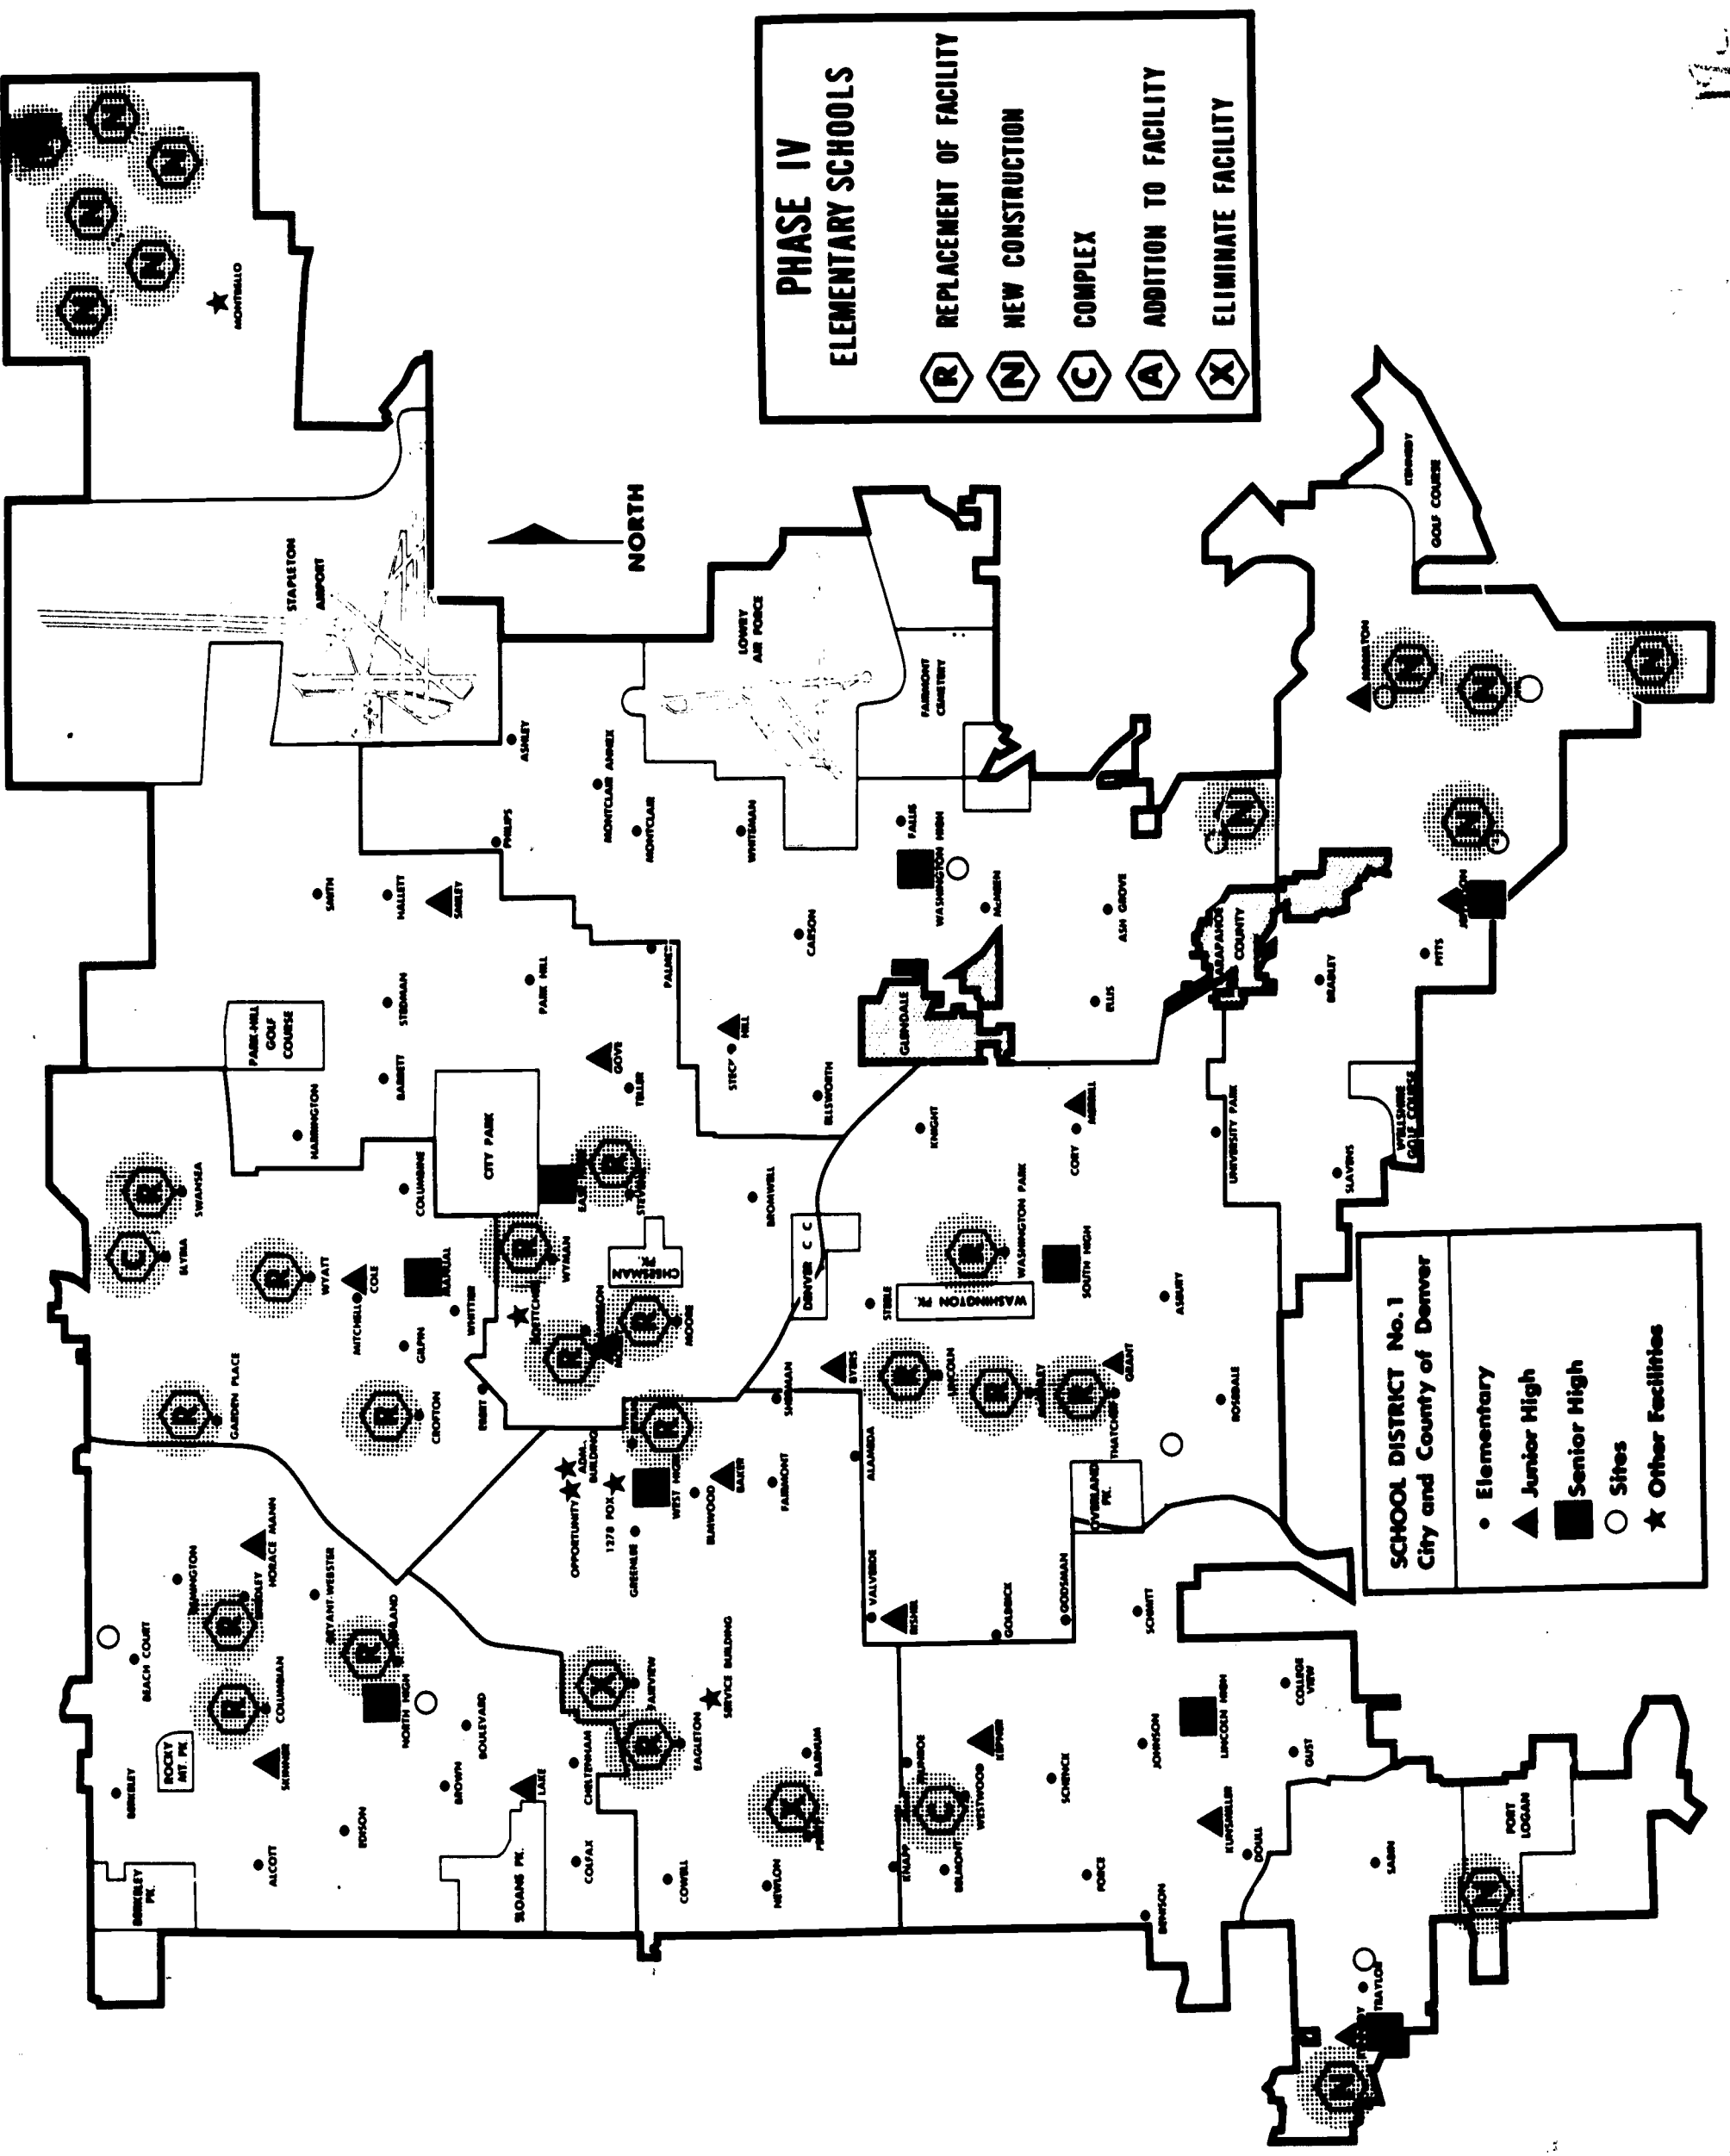 PHASE IV
ELEMENTARY SCHOOLS
R REPLACEMENT OF FACILITY
N NEW CONSTRUCTION
C COMPLEX
A ADDITION TO FACILITY
X ELIMINATE FACILITY
NORTH
N
N
N
N
N
MONTBELLO
STAPLETON
AIRPORT
LOWRY
AIR FORCE
FAIRMONT
CEMETERY
KENNEDY
GOLF COURSE
HAMILTON
N
N
N
N
N
ASHLEY
PHILIPS
MONTCLAIR ANNEX
MONTCLAIR
WHITEMAN
FALLIS
WASHINGTON HIGH
McMEEN
ASH GROVE
SMITH
HALLETT
SMILEY
CARSON
PALMER
PARK HILL
STEDMAN
BARRETT
PARK-HILL
GOLF
COURSE
HARRINGTON
GOVE
TELLER
STECK
HILL
ELLSWORTH
GLENDALE
ELLIS
ARAPAHOE
COUNTY
BRADLEY
PITTS
KNIGHT
CORY
MERRILL
UNIVERSITY PARK
SLAVENS
WELLSHIRE
GOLF COURSE
CITY PARK
COLUMBINE
R
SWANSEA
C
ELYRIA
R
WYATT
MITCHELL
COLE
MANUAL
WHITTIER
GILPIN
R
GARDEN PLACE
R
CROFTON
EBERT
R
R
WYMAN
BROMWELL
CHEESMAN
PK.
R
R
MOORE
DENVER C C
R
WASHINGTON PARK
WASHINGTON PK.
STEELE
SOUTH HIGH
ASBURY
SHERMAN
BYERS
R
LINCOLN
R
R
THATCHER
GRANT
ROSEDALE
ALAMEDA
OVERLAND
PK.
ADM.
BUILDING
OPPORTUNITY
1278 FOX
R
WEST HIGH
BAKER
ELMWOOD
FAIRMONT
GREENLEE
REMINGTON
HORACE MANN
R
BRYANT-WEBSTER
BEACH COURT
R
COLUMBIAN
R
NORTH HIGH
BOULEVARD
ROCKY
MT. PK
SKINNER
BERKELEY
BROWN
LAKE
CHELTENHAM
X
FAIRVIEW
R
EAGLETON
SERVICE BUILDING
BARNUM
EDISON
ALCOTT
BERKELEY
PK.
SLOANS PK.
COLFAX
COWELL
NEWLON
X
VALVERDE
RISHEL
GOLDRICK
GODSMAN
SCHMITT
MUNROE
KEPNER
C
WESTWOOD
KNAPP
BELMONT
SCHENCK
JOHNSON
LINCOLN HIGH
COLLEGE
VIEW
GUST
KUNSMILLER
DOULL
FORCE
DENISON
SABIN
FORT
LOGAN
N
TRAYLOR
N
SCHOOL DISTRICT No. 1
City and County of Denver
Elementary
Junior High
Senior High
Sites
Other Facilities